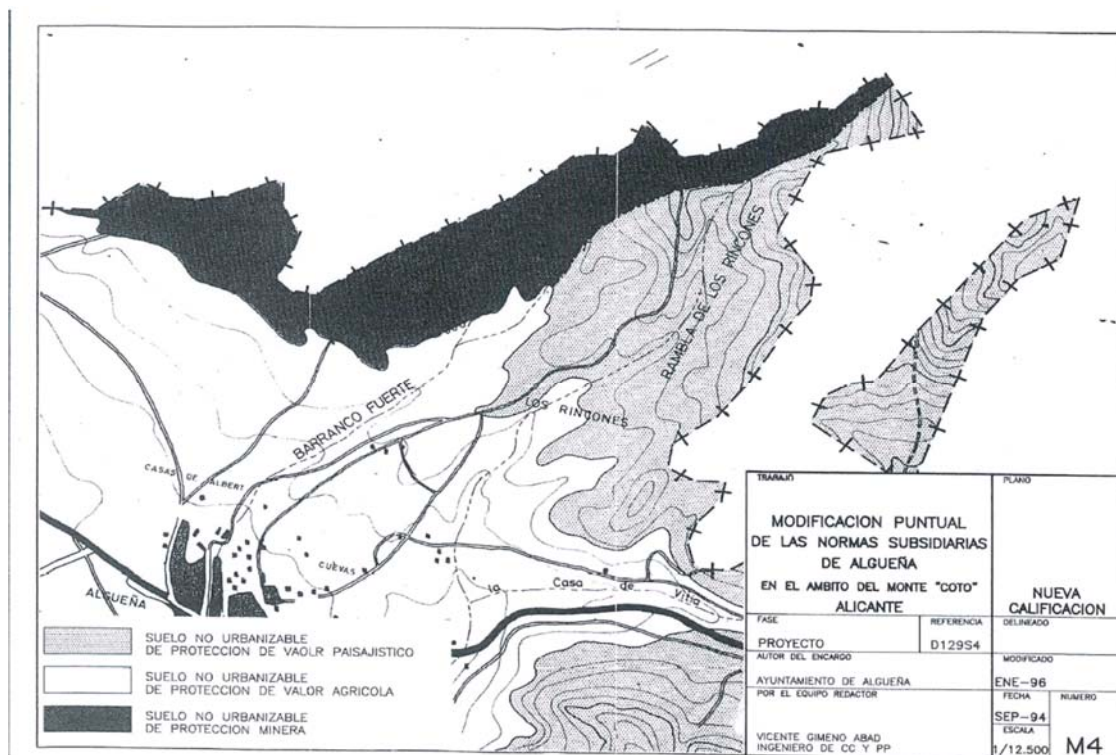 RAMBLA DE LOS RINCONES
BARRANCO FUERTE
LOS RINCONES
CASAS DE ALBERT
CUEVAS
ALGUEÑA
la Casa de Vitia
SUELO NO URBANIZABLE
DE PROTECCION DE VAOLR PAISAJISTICO
SUELO NO URBANIZABLE
DE PROTECCION DE VALOR AGRICOLA
SUELO NO URBANIZABLE
DE PROTECCION MINERA
TRABAJO
MODIFICACION PUNTUAL
DE LAS NORMAS SUBSIDIARIAS
DE ALGUEÑA
EN EL AMBITO DEL MONTE "COTO"
ALICANTE
PLANO
NUEVA
CALIFICACION
FASE
PROYECTO
REFERENCIA
D129S4
DELINEADO
AUTOR DEL ENCARGO
AYUNTAMIENTO DE ALGUEÑA
MODIFICADO
ENE-96
POR EL EQUIPO REDACTOR
VICENTE GIMENO ABAD
INGENIERO DE CC Y PP
FECHA
SEP-94
ESCALA
1/12.500
NUMERO
M4